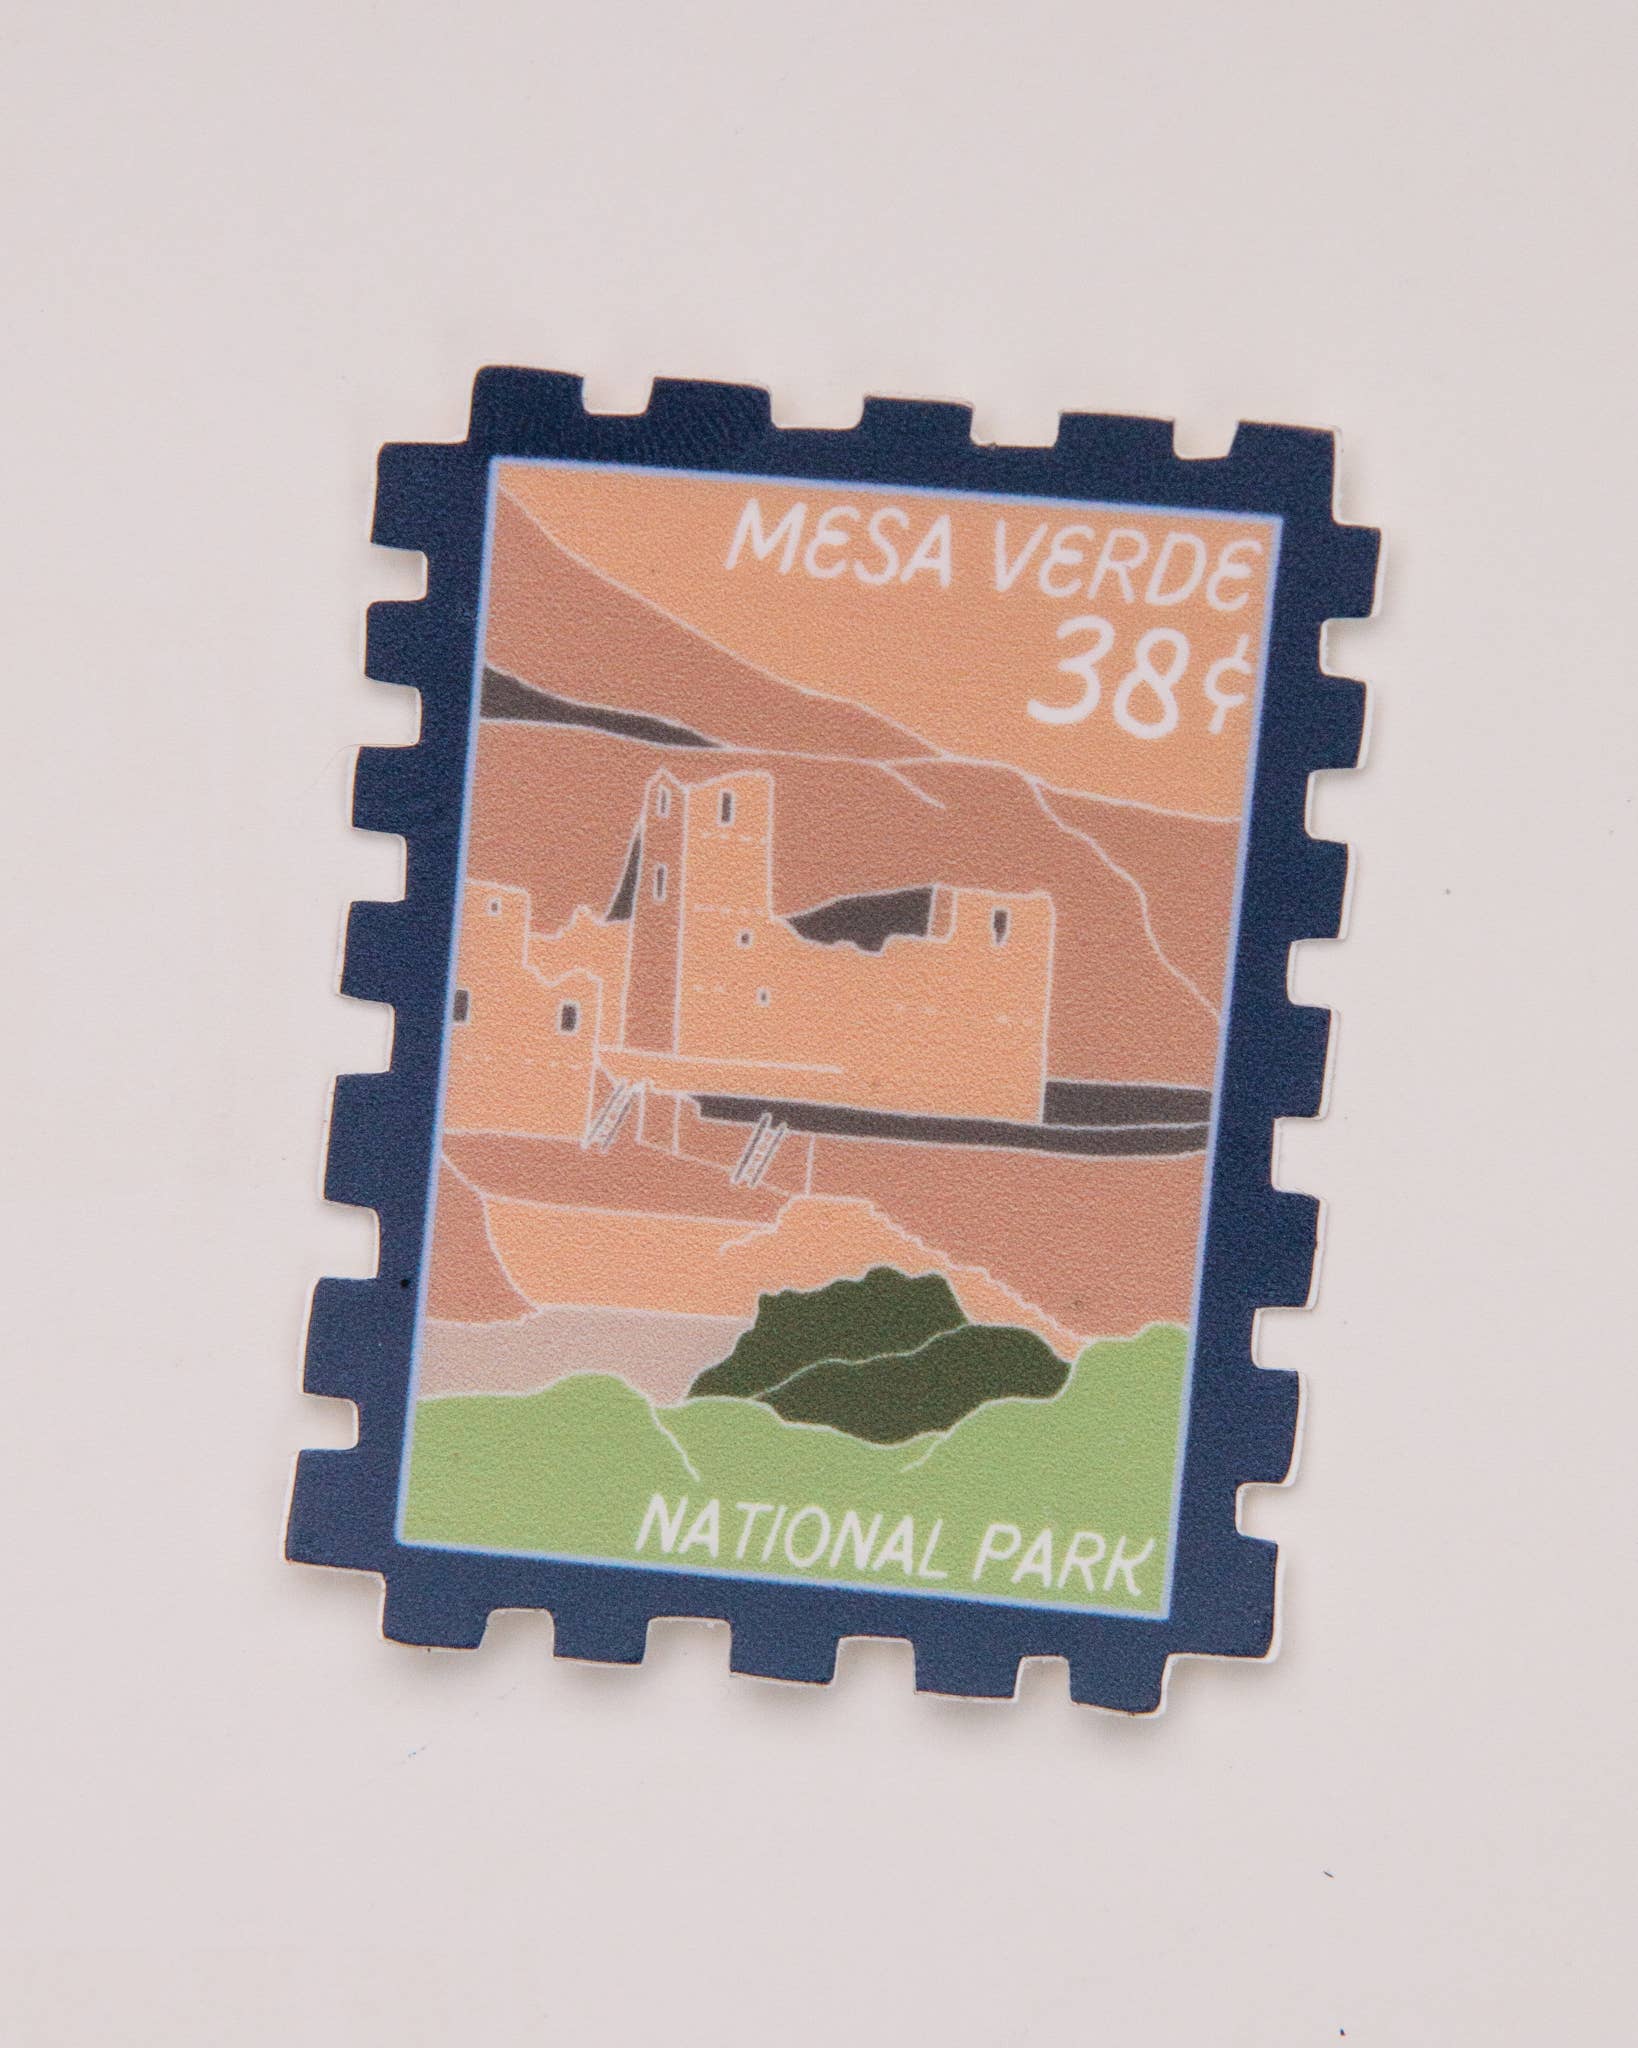 MESA VERDE
38¢
NATIONAL PARK